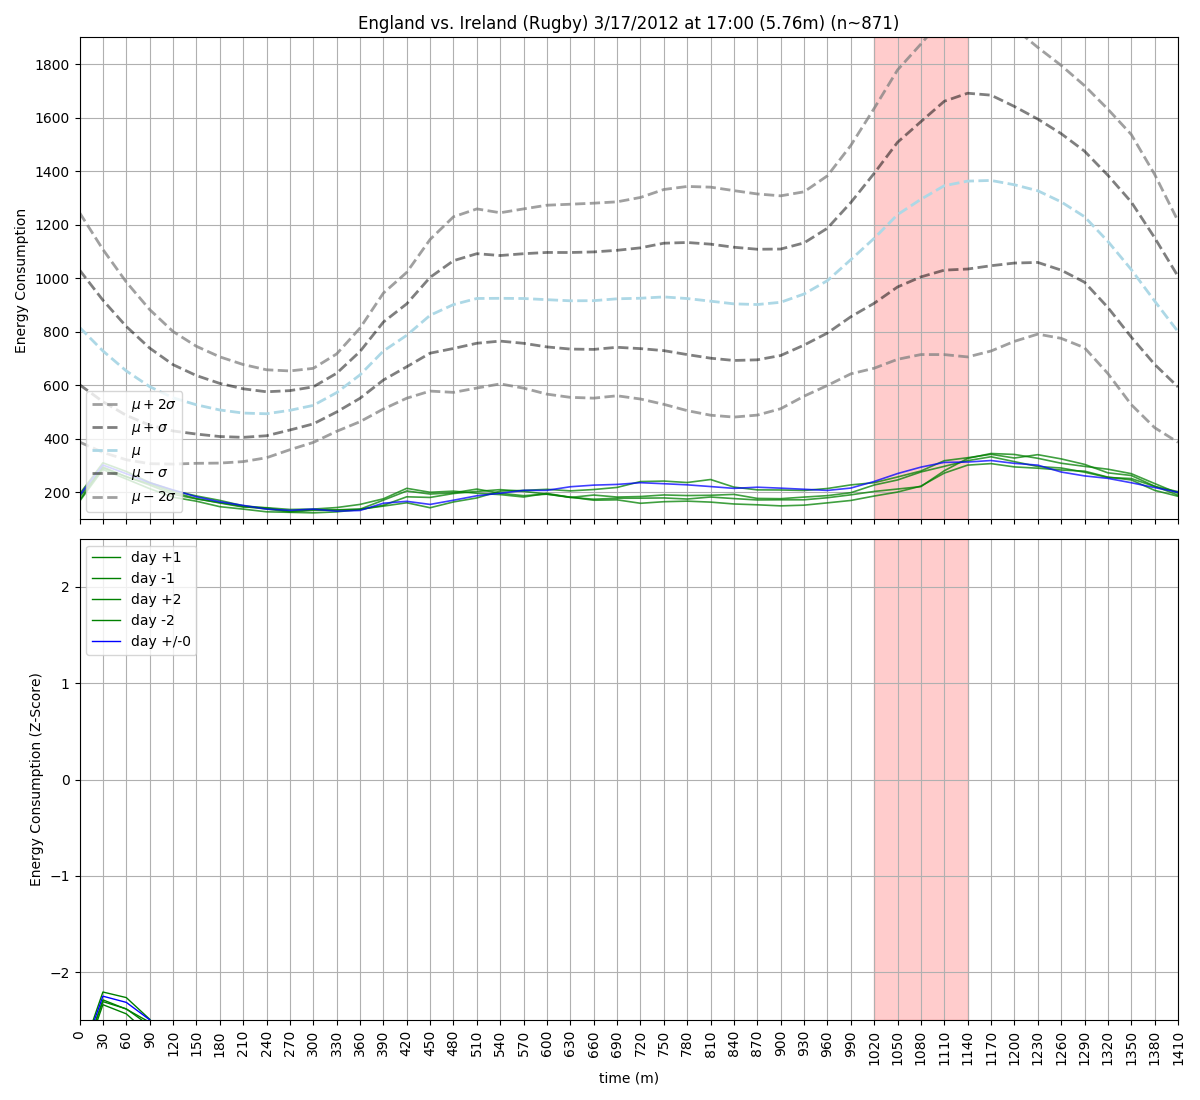 England vs. Ireland (Rugby) 3/17/2012 at 17:00 (5.76m) (n~871)
Energy Consumption
1800
1600
1400
1200
1000
800
600
400
200
μ + 2σ
μ + σ
μ
μ − σ
μ − 2σ
Energy Consumption (Z-Score)
2
1
0
−1
−2
day +1
day -1
day +2
day -2
day +/-0
0 30 60 90 120 150 180 210 240 270 300 330 360 390 420 450 480 510 540 570 600 630 660 690 720 750 780 810 840 870 900 930 960 990 1020 1050 1080 1110 1140 1170 1200 1230 1260 1290 1320 1350 1380 1410
time (m)